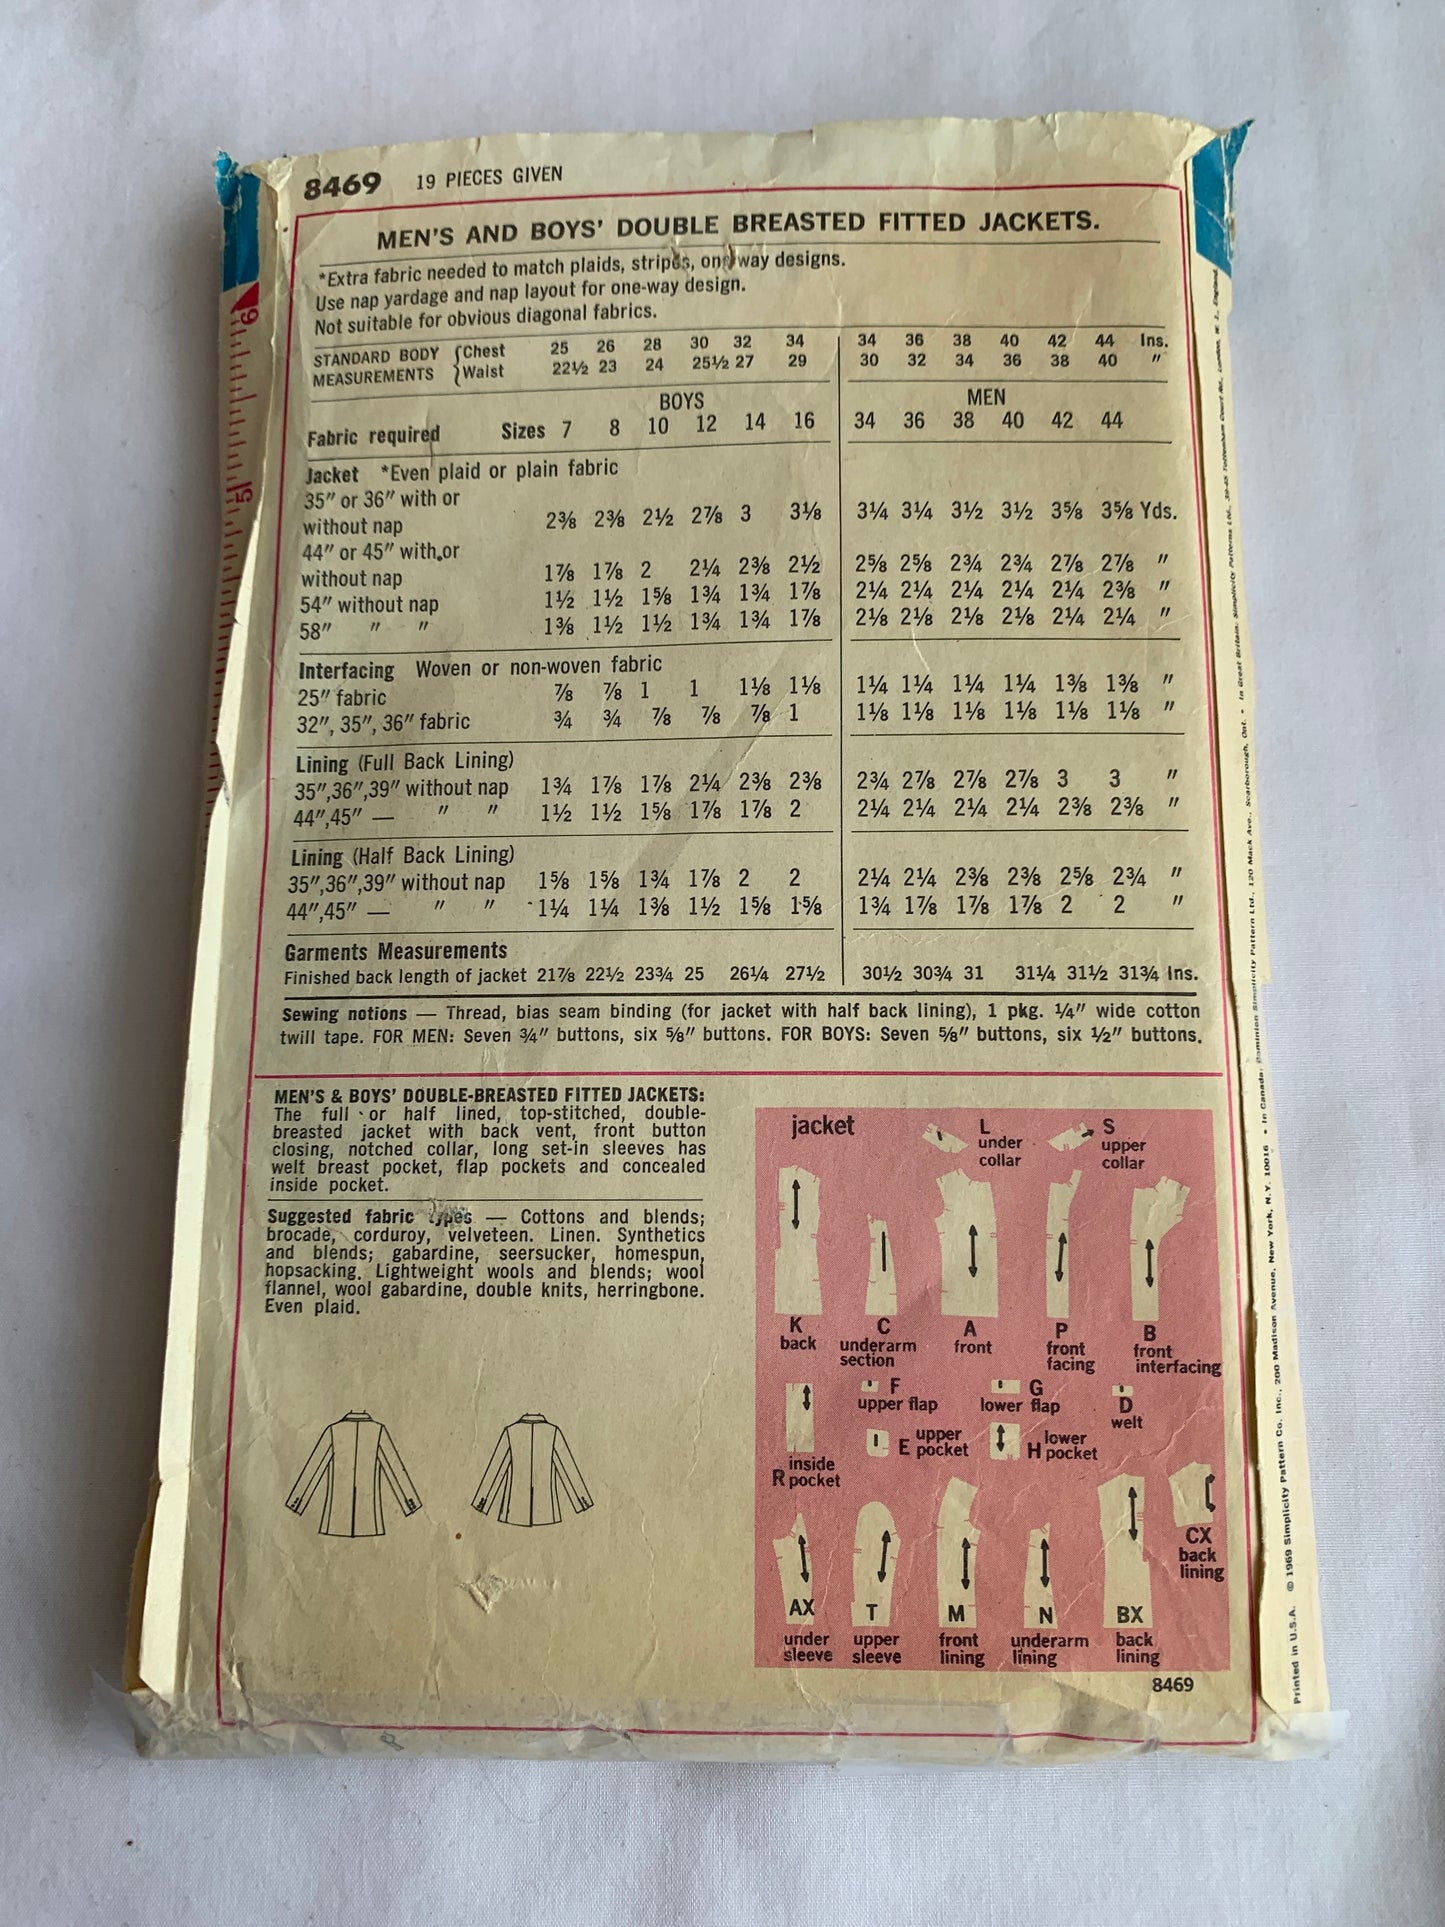 8469 19 PIECES GIVEN
MEN'S AND BOYS' DOUBLE BREASTED FITTED JACKETS.
*Extra fabric needed to match plaids, stripes, one-way designs.
Use nap yardage and nap layout for one-way design.
Not suitable for obvious diagonal fabrics.
STANDARD BODY MEASUREMENTS
Chest 25 26 28 30 32 34 34 36 38 40 42 44 Ins.
Waist 22½ 23 24 25½ 27 29 30 32 34 36 38 40 "
BOYS MEN
Fabric required Sizes 7 8 10 12 14 16 34 36 38 40 42 44
Jacket *Even plaid or plain fabric
35" or 36" with or
without nap 2⅜ 2⅜ 2½ 2⅞ 3 3⅛ 3¼ 3¼ 3½ 3½ 3⅝ 3⅝ Yds.
44" or 45" with or
without nap 1⅞ 1⅞ 2 2¼ 2⅜ 2½ 2⅝ 2⅝ 2¾ 2¾ 2⅞ 2⅞ "
54" without nap 1½ 1½ 1⅝ 1¾ 1¾ 1⅞ 2¼ 2¼ 2¼ 2¼ 2¼ 2⅜ "
58" " " 1⅜ 1½ 1½ 1¾ 1¾ 1⅞ 2⅛ 2⅛ 2⅛ 2⅛ 2¼ 2¼ "
Interfacing Woven or non-woven fabric
25" fabric ⅞ ⅞ 1 1 1⅛ 1⅛ 1¼ 1¼ 1¼ 1¼ 1⅜ 1⅜ "
32", 35", 36" fabric ¾ ¾ ⅞ ⅞ ⅞ 1 1⅛ 1⅛ 1⅛ 1⅛ 1⅛ 1⅛ "
Lining (Full Back Lining)
35",36",39" without nap 1¾ 1⅞ 1⅞ 2¼ 2⅜ 2⅜ 2¾ 2⅞ 2⅞ 2⅞ 3 3 "
44",45" — " " 1½ 1½ 1⅝ 1⅞ 1⅞ 2 2¼ 2¼ 2¼ 2¼ 2⅜ 2⅜ "
Lining (Half Back Lining)
35",36",39" without nap 1⅝ 1⅝ 1¾ 1⅞ 2 2 2¼ 2¼ 2⅜ 2⅜ 2⅝ 2¾ "
44",45" — " " 1¼ 1¼ 1⅜ 1½ 1⅝ 1⅝ 1¾ 1⅞ 1⅞ 1⅞ 2 2 "
Garments Measurements
Finished back length of jacket 21⅞ 22½ 23¾ 25 26¼ 27½ 30½ 30¾ 31 31¼ 31½ 31¾ Ins.
Sewing notions — Thread, bias seam binding (for jacket with half back lining), 1 pkg. ¼" wide cotton
twill tape. FOR MEN: Seven ¾" buttons, six ⅝" buttons. FOR BOYS: Seven ⅝" buttons, six ½" buttons.
MEN'S & BOYS' DOUBLE-BREASTED FITTED JACKETS:
The full or half lined, top-stitched, double-
breasted jacket with back vent, front button
closing, notched collar, long set-in sleeves has
welt breast pocket, flap pockets and concealed
inside pocket.
Suggested fabric types — Cottons and blends;
brocade, corduroy, velveteen. Linen. Synthetics
and blends; gabardine, seersucker, homespun,
hopsacking. Lightweight wools and blends; wool
flannel, wool gabardine, double knits, herringbone.
Even plaid.
jacket
L under collar
S upper collar
K back
C underarm section
A front
P front facing
B front interfacing
F upper flap
G lower flap
D welt
E upper pocket
H lower pocket
R inside pocket
CX back lining
AX under sleeve
T upper sleeve
M front lining
N underarm lining
BX back lining
8469
6
5
Printed in U.S.A. © 1969 Simplicity Pattern Co. Inc., 200 Madison Avenue, New York, N.Y. 10016 • In Canada: Dominion Simplicity Pattern Ltd., 120 Mack Ave., Scarborough, Ont. • In Great Britain: Simplicity Patterns Ltd., 39-45 Tottenham Court Rd., London, W. 1, England